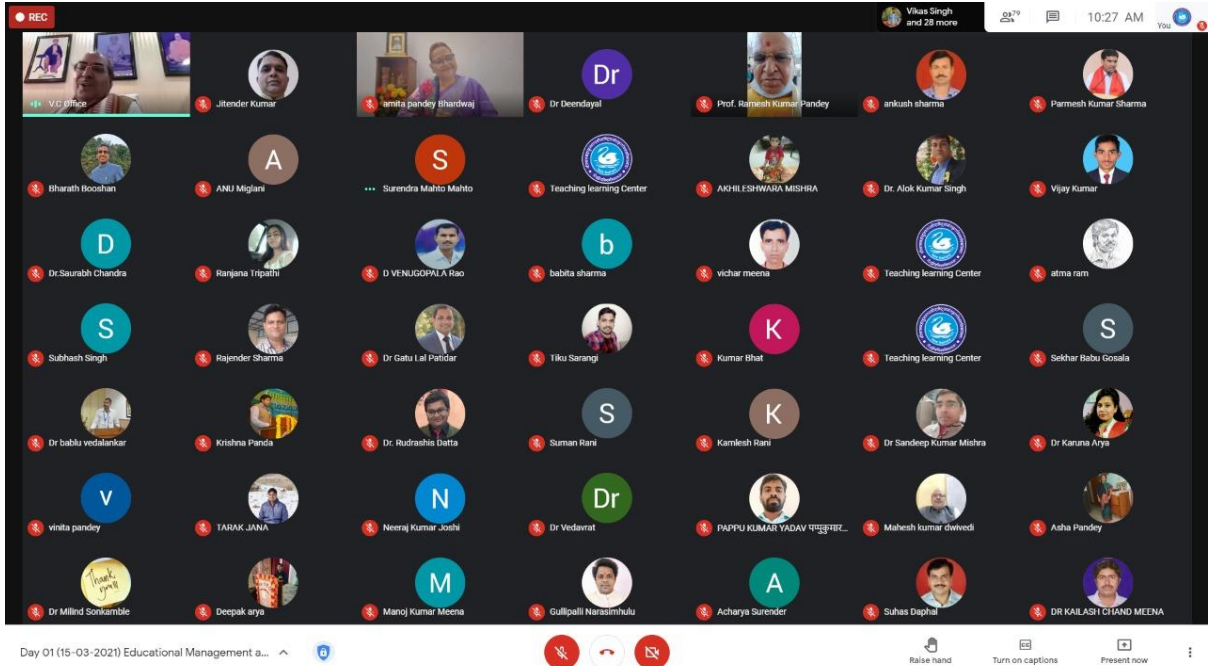 REC
Vikas Singh
and 28 more
79
10:27 AM
You
V.C Office
Jitender Kumar
amita pandey Bhardwaj
Dr
Dr Deendayal
Prof. Ramesh Kumar Pandey
ankush sharma
Parmesh Kumar Sharma
Bharath Booshan
A
ANU Miglani
S
Surendra Mahto Mahto
Teaching learning Center
AKHILESHWARA MISHRA
Dr. Alok Kumar Singh
Vijay Kumar
D
Dr.Saurabh Chandra
Ranjana Tripathi
D VENUGOPALA Rao
b
babita sharma
vichar meena
Teaching learning Center
atma ram
S
Subhash Singh
Rajender Sharma
Dr Gatu Lal Patidar
Tiku Sarangi
K
Kumar Bhat
Teaching learning Center
S
Sekhar Babu Gosala
Dr bablu vedalankar
Krishna Panda
Dr. Rudrashis Datta
S
Suman Rani
K
Kamlesh Rani
Dr Sandeep Kumar Mishra
Dr Karuna Arya
v
vinita pandey
TARAK JANA
N
Neeraj Kumar Joshi
Dr
Dr Vedavrat
PAPPU KUMAR YADAV पप्पुकुमार...
Mahesh kumar dwivedi
Asha Pandey
Thank
you!!!
Dr Milind Sonkamble
Deepak arya
M
Manoj Kumar Meena
Gullipalli Narasimhulu
A
Acharya Surender
Suhas Daphal
DR KAILASH CHAND MEENA
Day 01 (15-03-2021) Educational Management a...
Raise hand
CC
Turn on captions
Present now